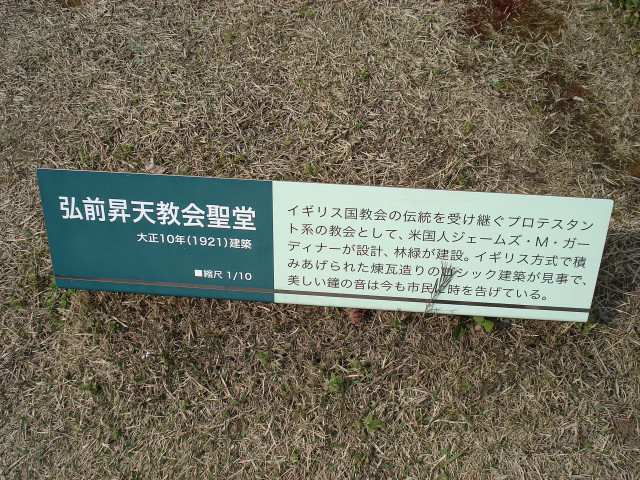 弘前昇天教会聖堂
大正10年(1921)建築
■縮尺 1/10
イギリス国教会の伝統を受け継ぐプロテスタン
ト系の教会として、米国人ジェームズ・M・ガー
ディナーが設計、林緑が建設。イギリス方式で積
みあげられた煉瓦造りの シック建築が見事で、
美しい鐘の音は今も市民 時を告げている。